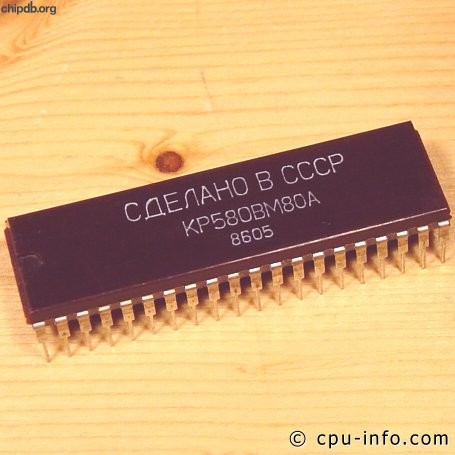 chipdb.org
СДЕЛАНО В СССР
КР580ВМ80А
8605
© cpu-info.com